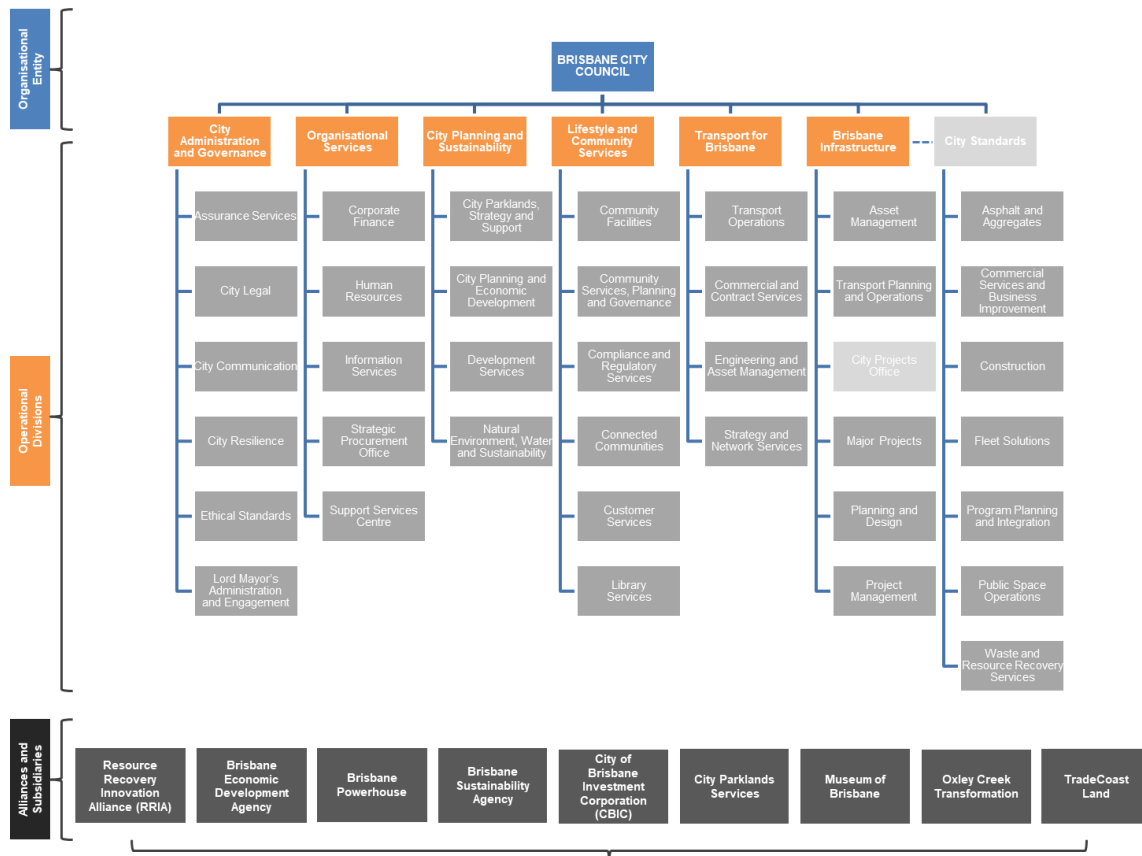 Organisational
Entity
BRISBANE CITY
COUNCIL
City
Administration
and Governance
Organisational
Services
City Planning and
Sustainability
Lifestyle and
Community
Services
Transport for
Brisbane
Brisbane
Infrastructure
City Standards
Operational
Divisions
Assurance Services
City Legal
City Communication
City Resilience
Ethical Standards
Lord Mayor's
Administration
and Engagement
Corporate
Finance
Human
Resources
Information
Services
Strategic
Procurement
Office
Support Services
Centre
City Parklands,
Strategy and
Support
City Planning and
Economic
Development
Development
Services
Natural
Environment, Water
and Sustainability
Community
Facilities
Community
Services, Planning
and Governance
Compliance and
Regulatory
Services
Connected
Communities
Customer
Services
Library
Services
Transport
Operations
Commercial and
Contract Services
Engineering and
Asset Management
Strategy and
Network Services
Asset
Management
Transport Planning
and Operations
City Projects
Office
Major Projects
Planning and
Design
Project
Management
Asphalt and
Aggregates
Commercial
Services and
Business
Improvement
Construction
Fleet Solutions
Program Planning
and Integration
Public Space
Operations
Waste and
Resource Recovery
Services
Alliances and
Subsidiaries
Resource
Recovery
Innovation
Alliance (RRIA)
Brisbane
Economic
Development
Agency
Brisbane
Powerhouse
Brisbane
Sustainability
Agency
City of
Brisbane
Investment
Corporation
(CBIC)
City Parklands
Services
Museum of
Brisbane
Oxley Creek
Transformation
TradeCoast
Land